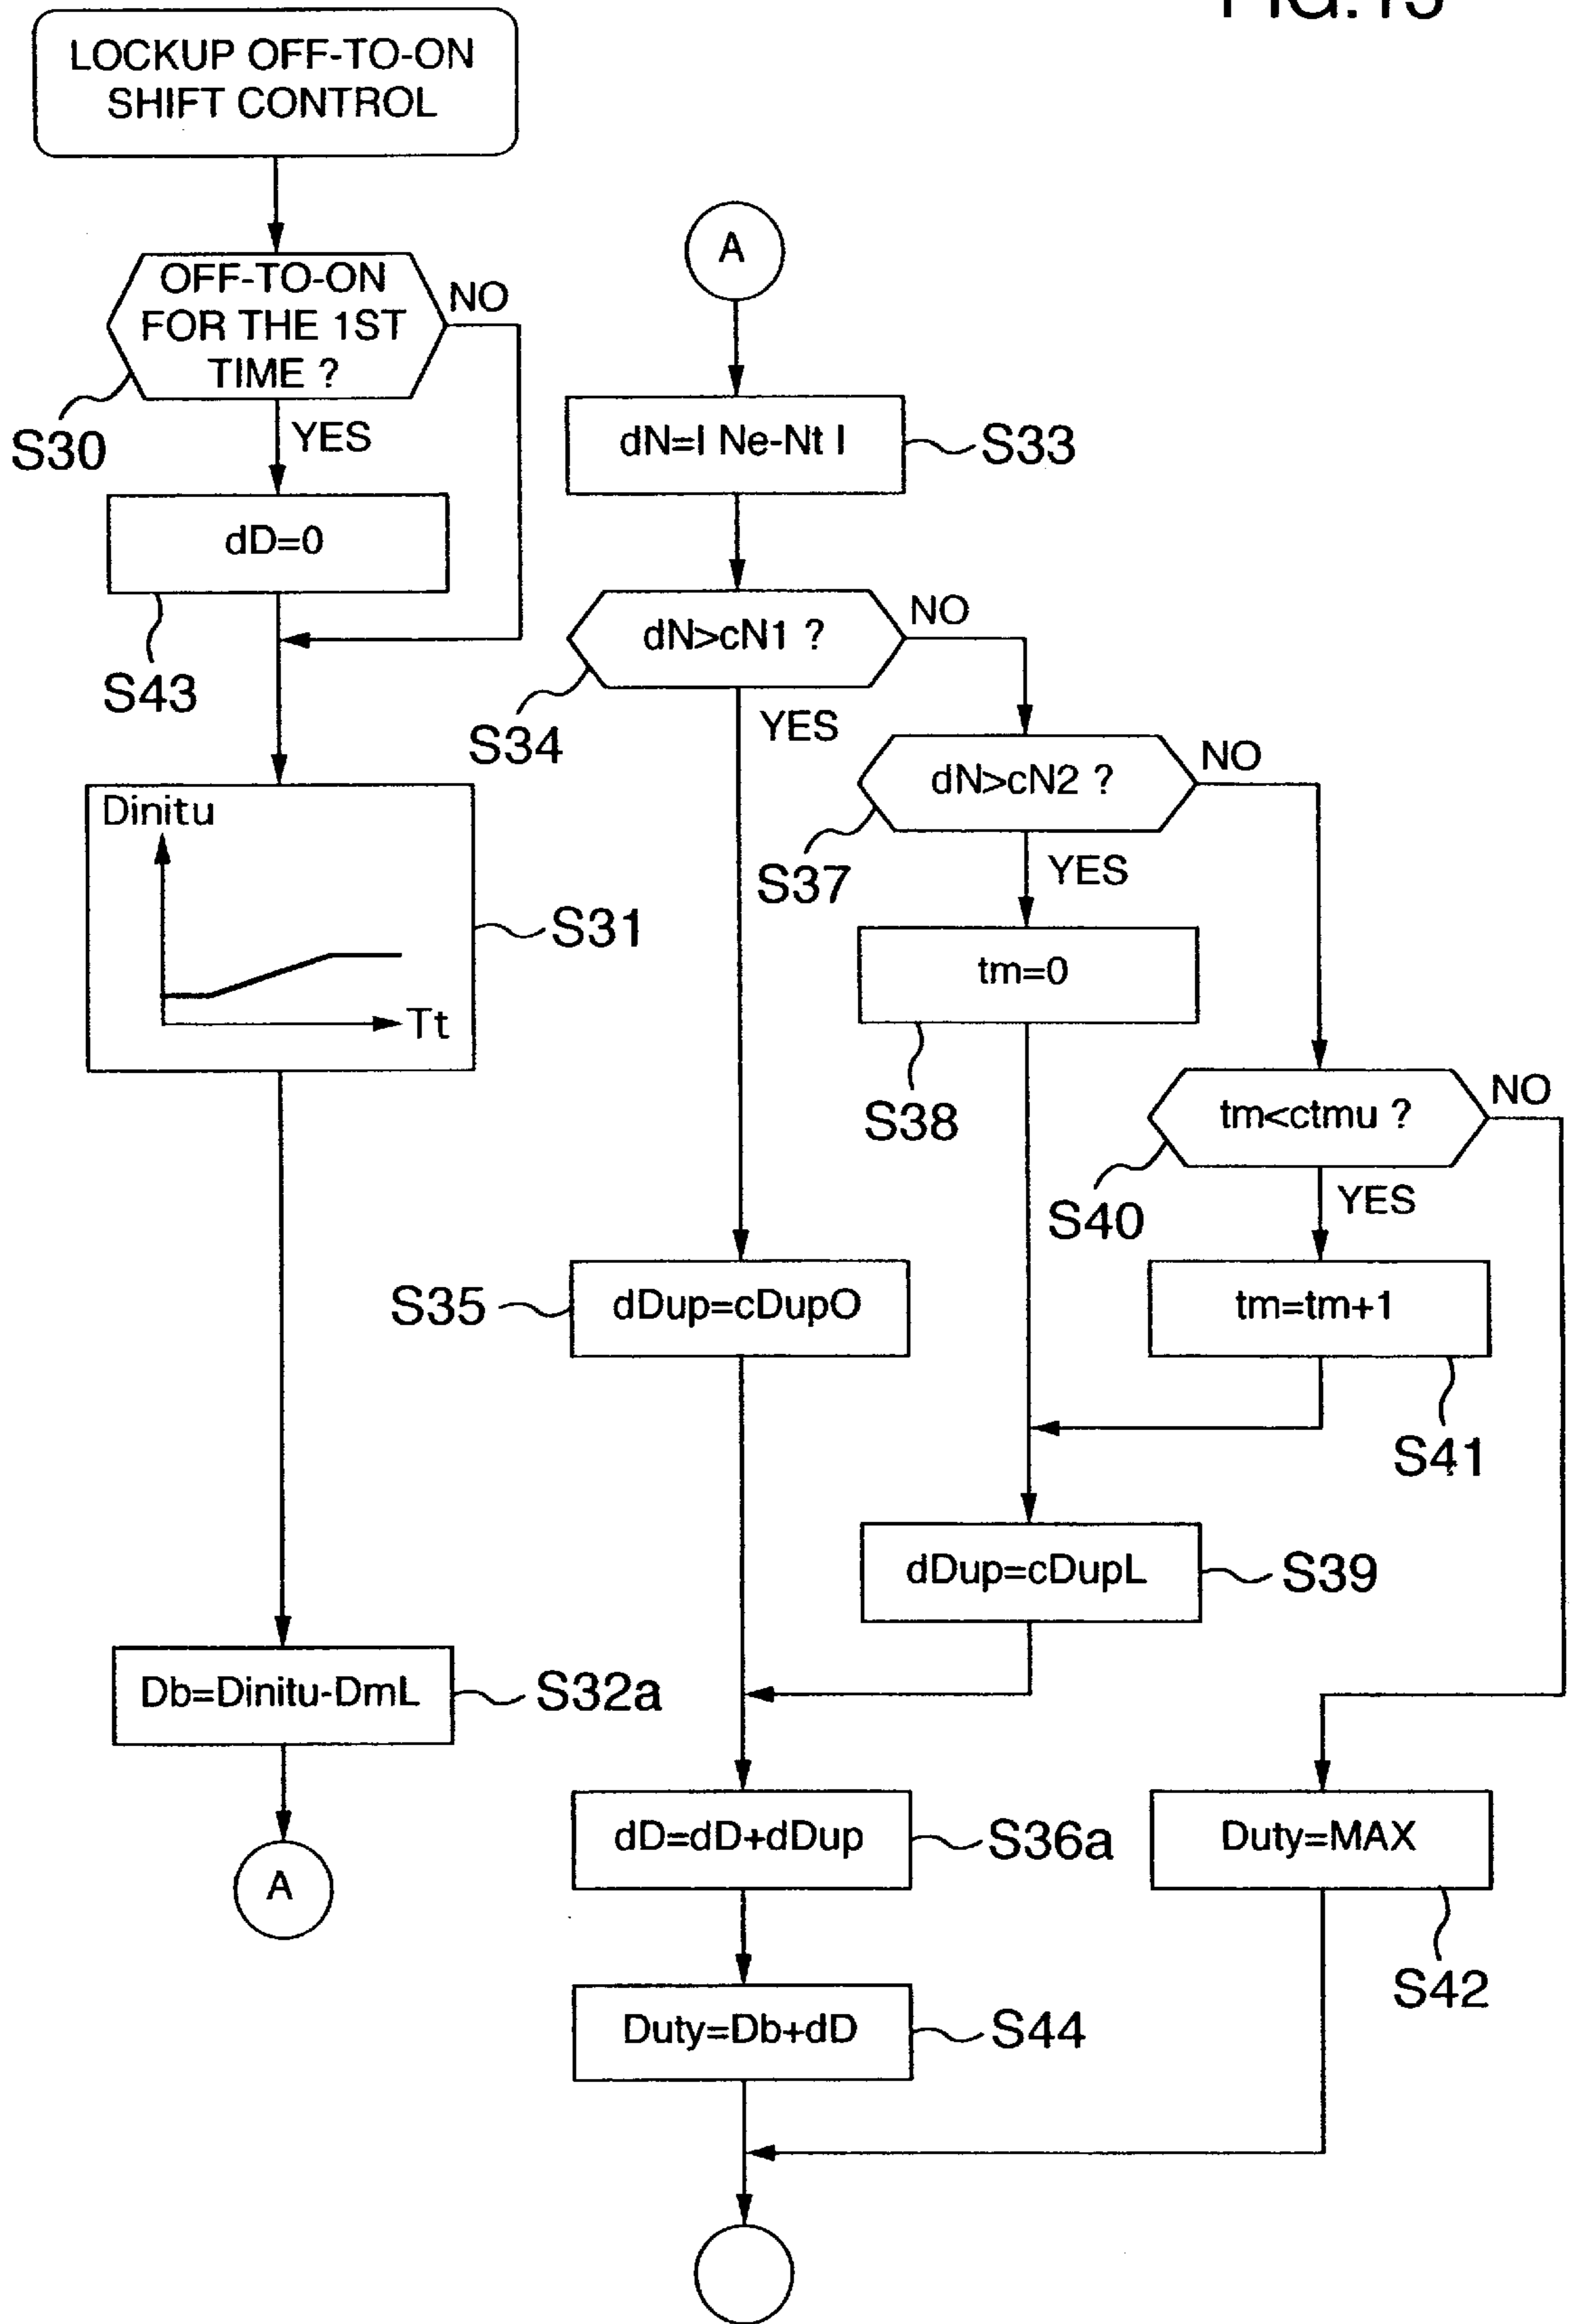 LOCKUP OFF-TO-ON
SHIFT CONTROL
OFF-TO-ON
FOR THE 1ST
TIME ?
NO
S30
YES
dD=0
S43
Dinitu
Tt
S31
Db=Dinitu-DmL
S32a
A
A
dN=I Ne-Nt I
S33
dN>cN1 ?
NO
S34
YES
dN>cN2 ?
NO
S37
YES
tm=0
S38
tm<ctmu ?
NO
S40
YES
tm=tm+1
S41
S35
dDup=cDupO
dDup=cDupL
S39
dD=dD+dDup
S36a
Duty=MAX
S42
Duty=Db+dD
S44